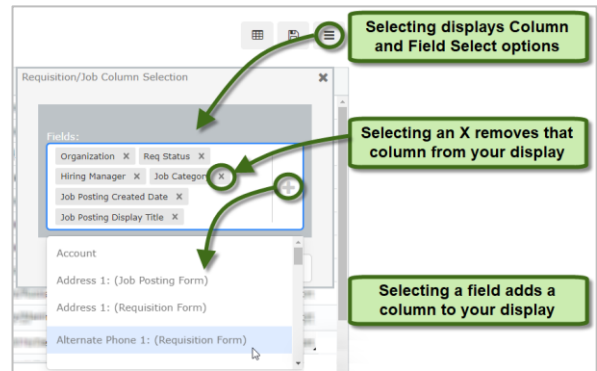 Selecting displays Column
and Field Select options
Requisition/Job Column Selection ✖
Fields:
Organization X Req Status X
Hiring Manager X Job Category X
Job Posting Created Date X
Job Posting Display Title X
Selecting an X removes that
column from your display
Account
Address 1: (Job Posting Form)
Address 1: (Requisition Form)
Alternate Phone 1: (Requisition Form)
Selecting a field adds a
column to your display